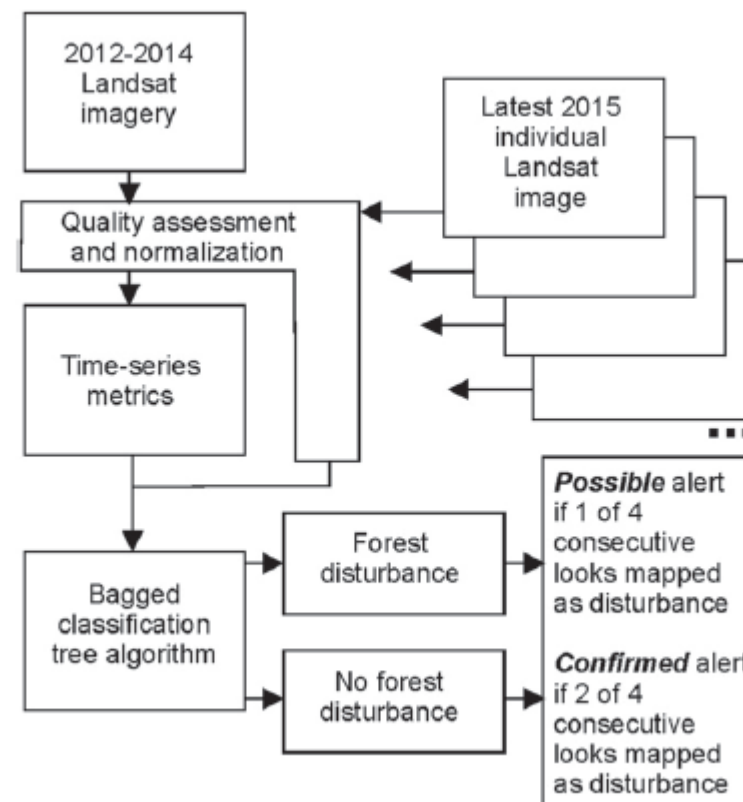 2012-2014
Landsat
imagery
Latest 2015
individual
Landsat
image
Quality assessment
and normalization
Time-series
metrics
Bagged
classification
tree algorithm
Forest
disturbance
No forest
disturbance
Possible alert
if 1 of 4
consecutive
looks mapped
as disturbance
Confirmed alert
if 2 of 4
consecutive
looks mapped
as disturbance